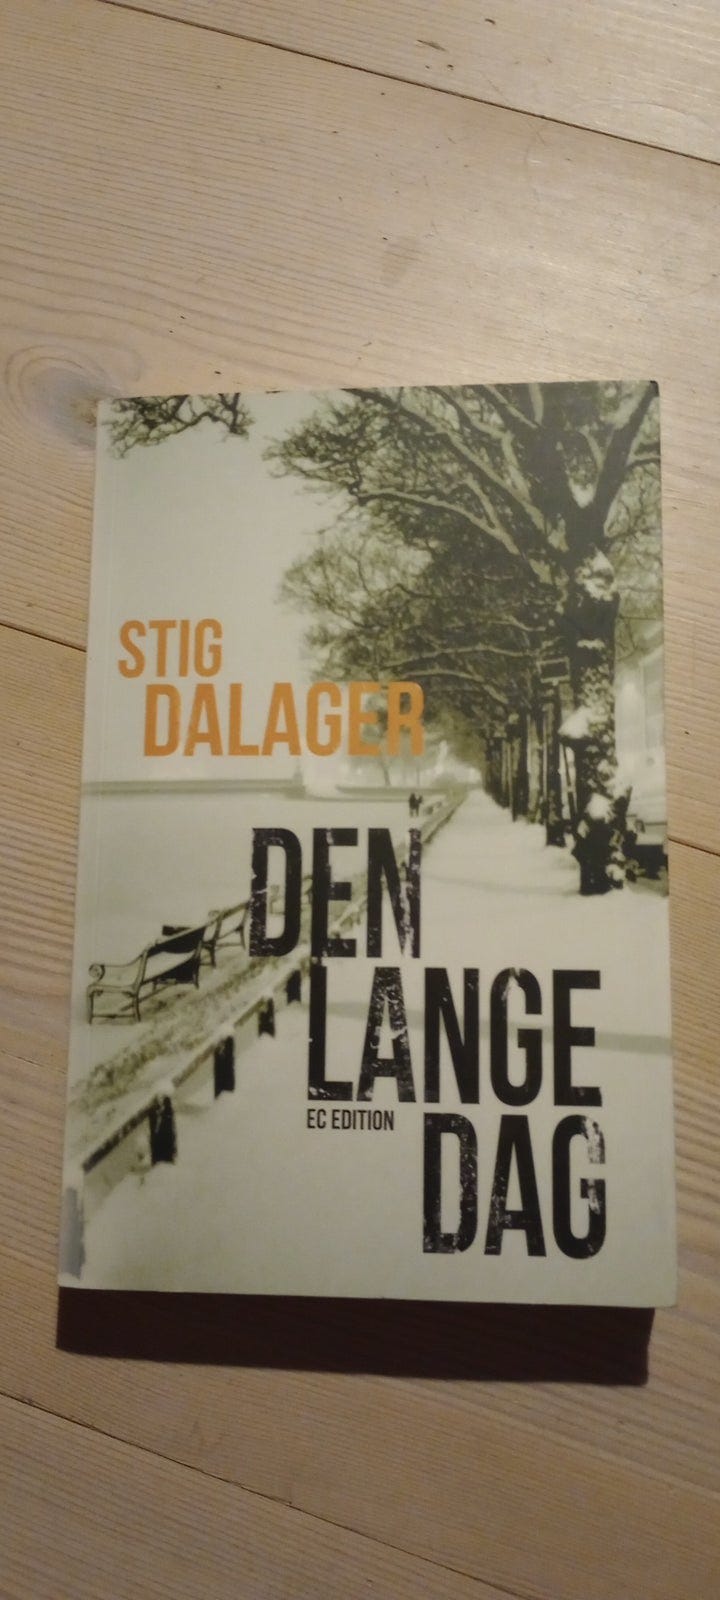 STIG
DALAGER
DEN
LANGE
EC EDITION
DAG